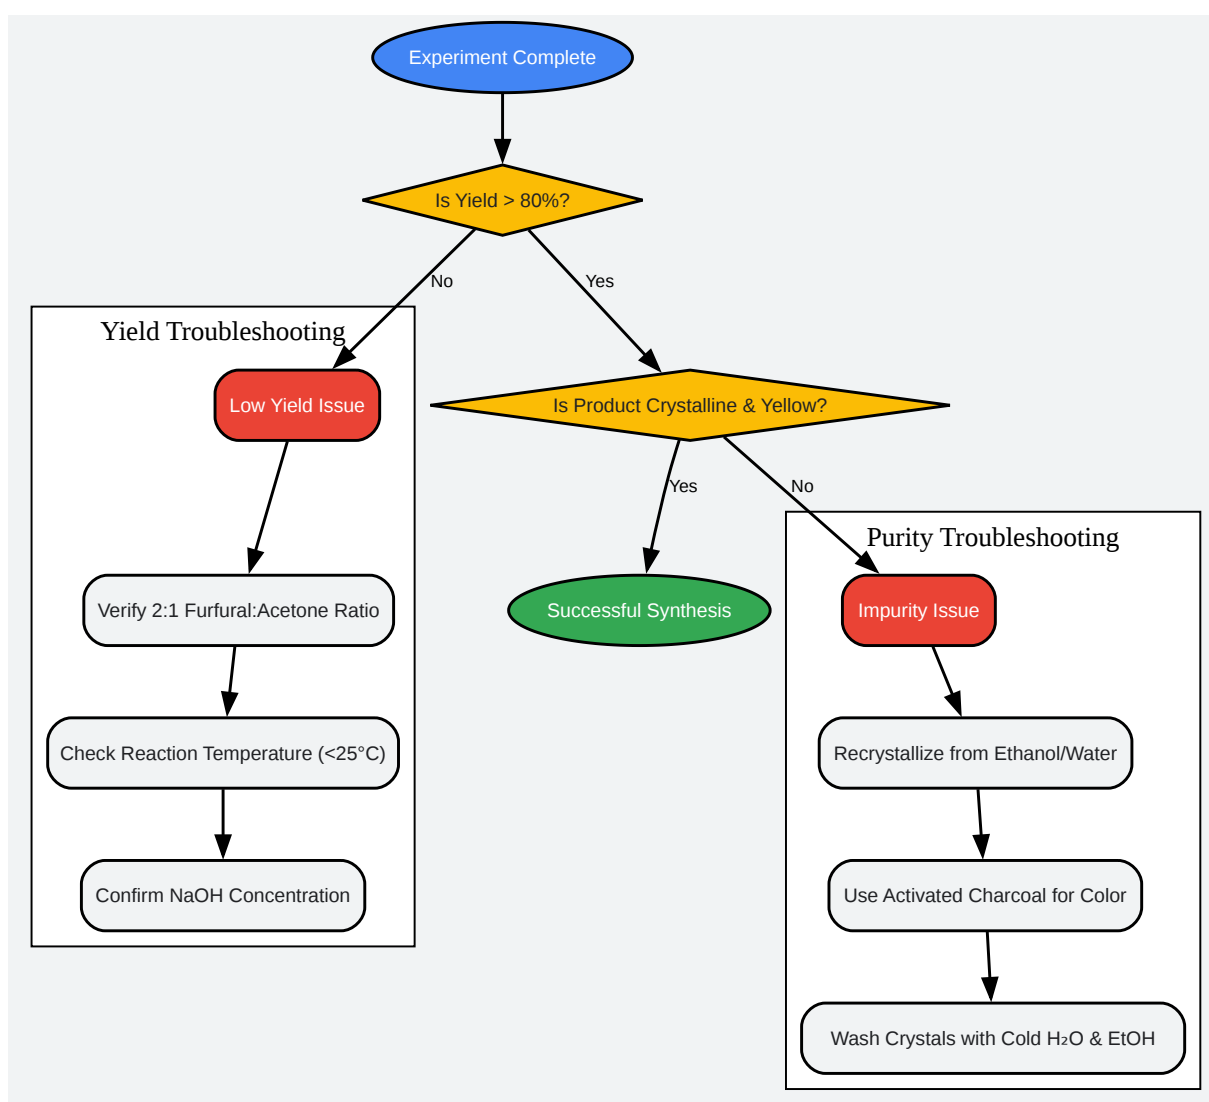 Experiment Complete
Is Yield > 80%?
No
Yes
Yield Troubleshooting
Low Yield Issue
Is Product Crystalline & Yellow?
Yes
No
Purity Troubleshooting
Verify 2:1 Furfural:Acetone Ratio
Successful Synthesis
Impurity Issue
Check Reaction Temperature (<25°C)
Recrystallize from Ethanol/Water
Confirm NaOH Concentration
Use Activated Charcoal for Color
Wash Crystals with Cold H₂O & EtOH